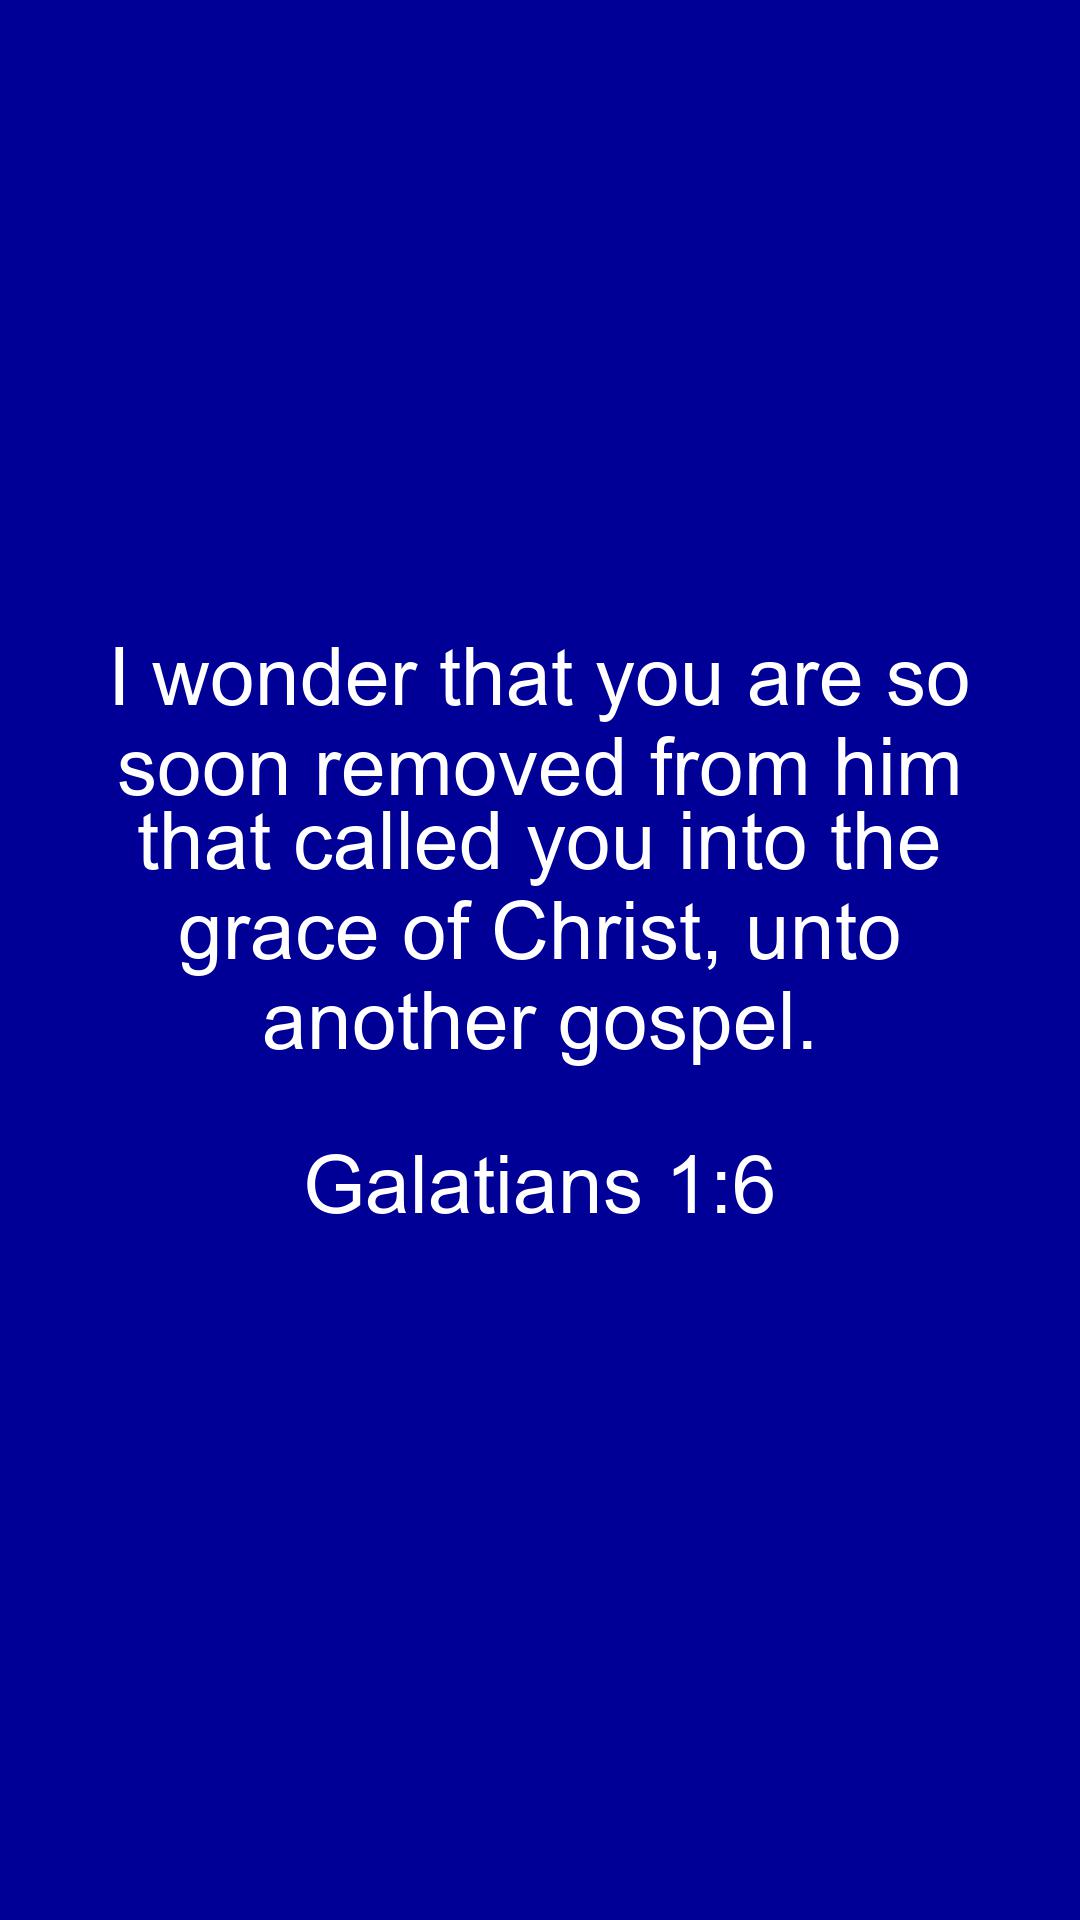 I wonder that you are so
soon removed from him
that called you into the
grace of Christ, unto
another gospel.
Galatians 1:6